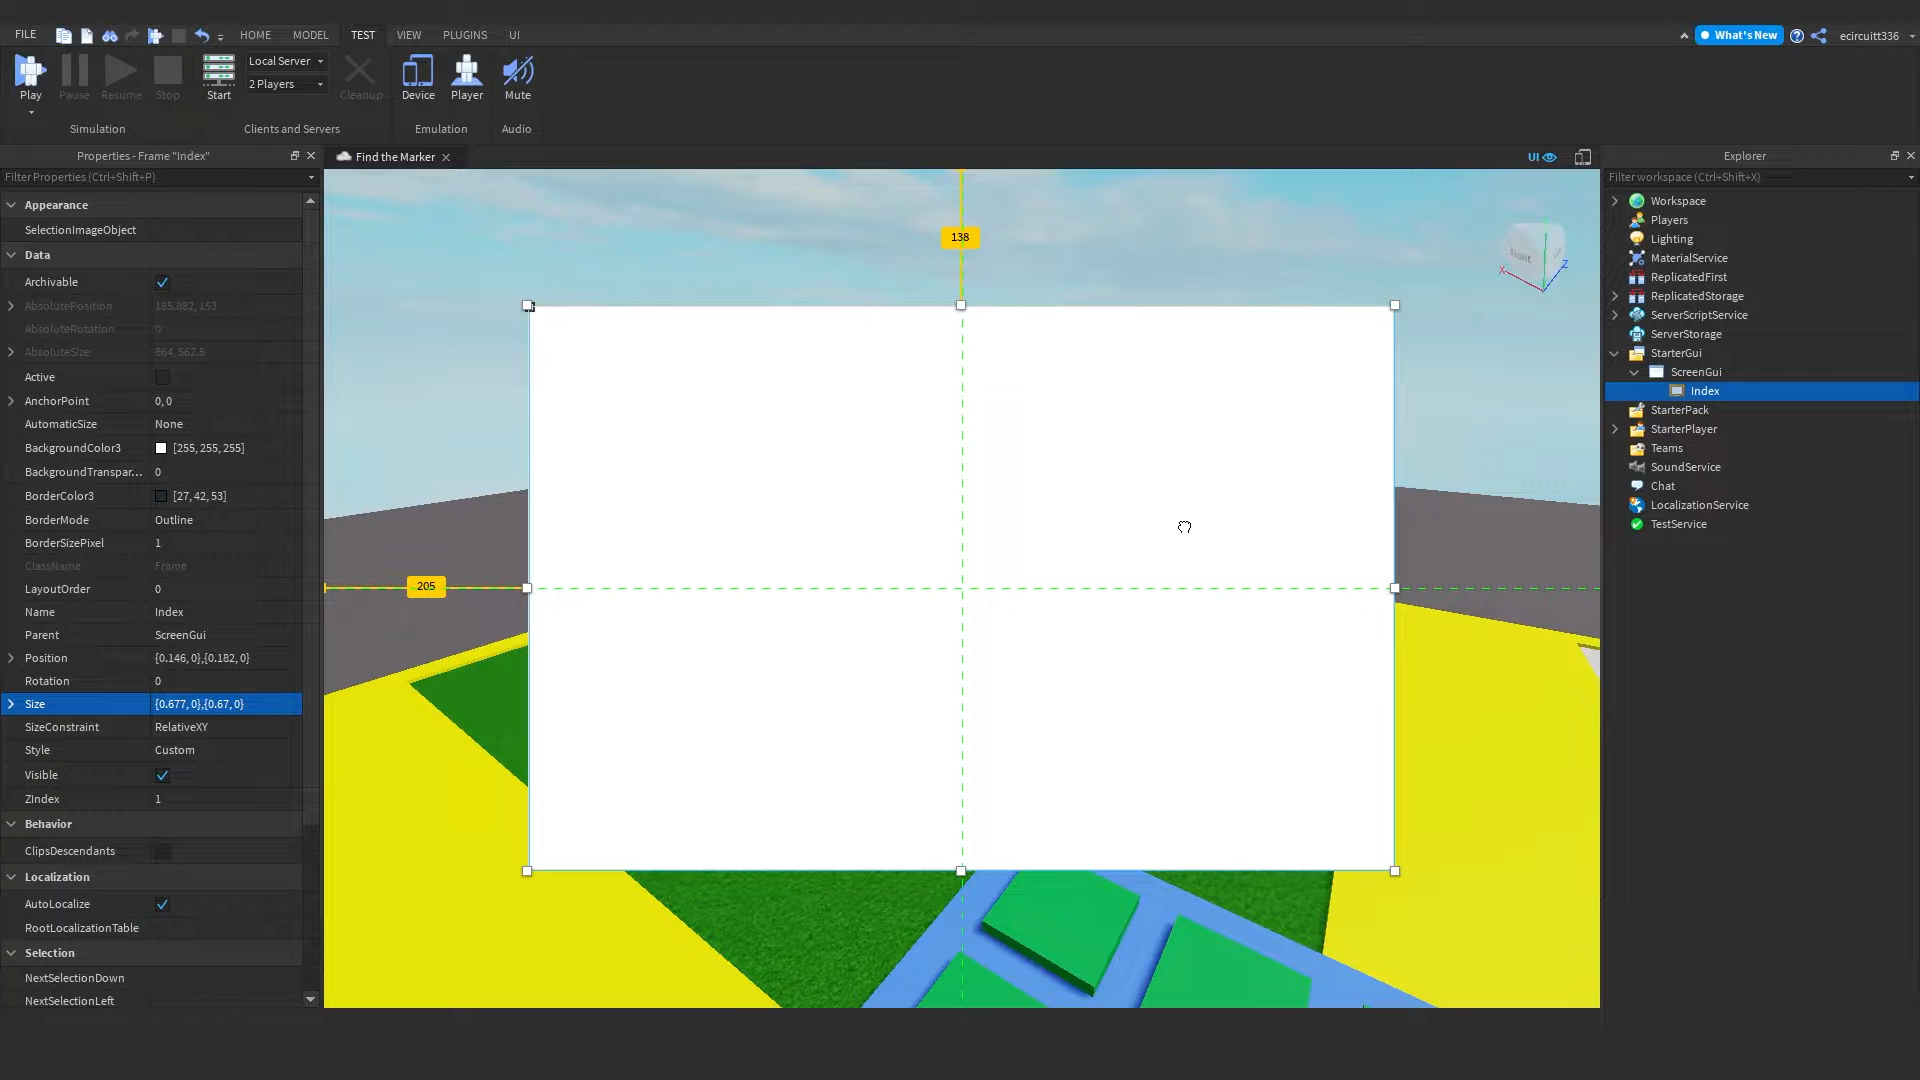 FILE HOME MODEL TEST VIEW PLUGINS UI What's New ecircuitt336
Local Server
2 Players
Play Pause Resume Stop Start Cleanup Device Player Mute
Simulation Clients and Servers Emulation Audio
Properties - Frame "Index"
Filter Properties (Ctrl+Shift+P)
Appearance
SelectionImageObject
Data
Archivable
AbsolutePosition 185.882, 153
AbsoluteRotation 0
AbsoluteSize 864, 562.5
Active
AnchorPoint 0, 0
AutomaticSize None
BackgroundColor3 [255, 255, 255]
BackgroundTranspar... 0
BorderColor3 [27, 42, 53]
BorderMode Outline
BorderSizePixel 1
ClassName Frame
LayoutOrder 0
Name Index
Parent ScreenGui
Position {0.146, 0},{0.182, 0}
Rotation 0
Size {0.677, 0},{0.67, 0}
SizeConstraint RelativeXY
Style Custom
Visible
ZIndex 1
Behavior
ClipsDescendants
Localization
AutoLocalize
RootLocalizationTable
Selection
NextSelectionDown
NextSelectionLeft
Find the Marker
UI
138
205
Front
X
Z
Explorer
Filter workspace (Ctrl+Shift+X)
Workspace
Players
Lighting
MaterialService
ReplicatedFirst
ReplicatedStorage
ServerScriptService
ServerStorage
StarterGui
ScreenGui
Index
StarterPack
StarterPlayer
Teams
SoundService
Chat
LocalizationService
TestService